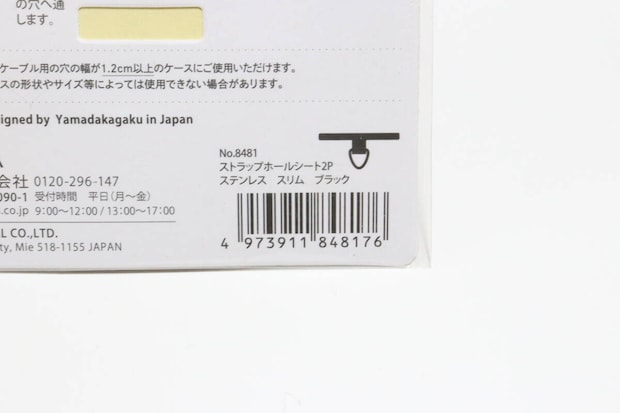 の穴へ通
します。
ケーブル用の穴の幅が1.2cm以上のケースにご使用いただけます。
スの形状やサイズ等によっては使用できない場合があります。
igned by Yamadakagaku in Japan
A
会社 0120-296-147
090-1 受付時間 平日(月〜金)
.co.jp 9:00〜12:00 / 13:00〜17:00
L CO.,LTD.
ty, Mie 518-1155 JAPAN
No.8481
ストラップホールシート2P
ステンレス スリム ブラック
4 973911 848176